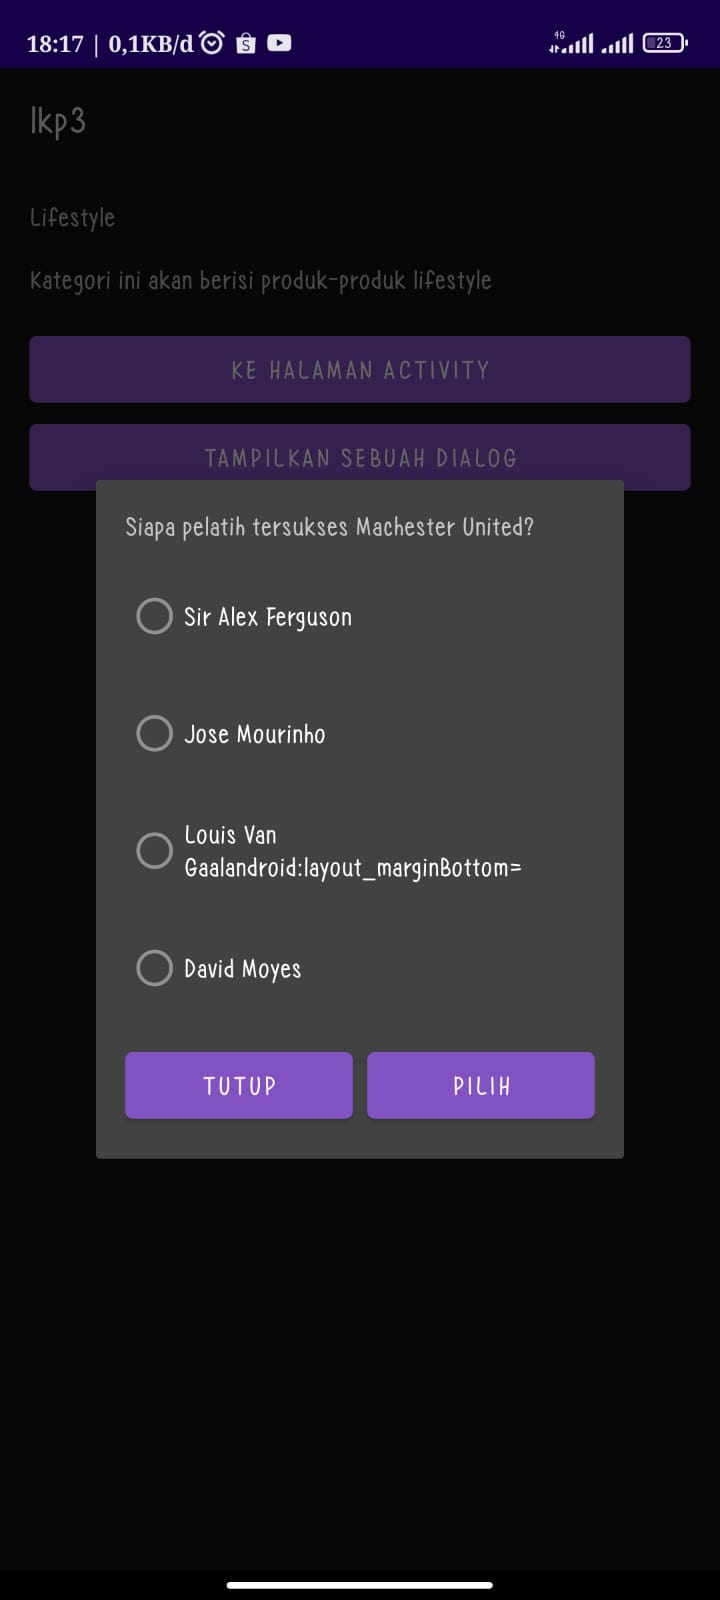 18:17 | 0,1KB/d
4G
23
lkp3
Lifestyle
Kategori ini akan berisi produk-produk lifestyle
KE HALAMAN ACTIVITY
TAMPILKAN SEBUAH DIALOG
Siapa pelatih tersukses Machester United?
Sir Alex Ferguson
Jose Mourinho
Louis Van
Gaalandroid:layout_marginBottom=
David Moyes
TUTUP
PILIH